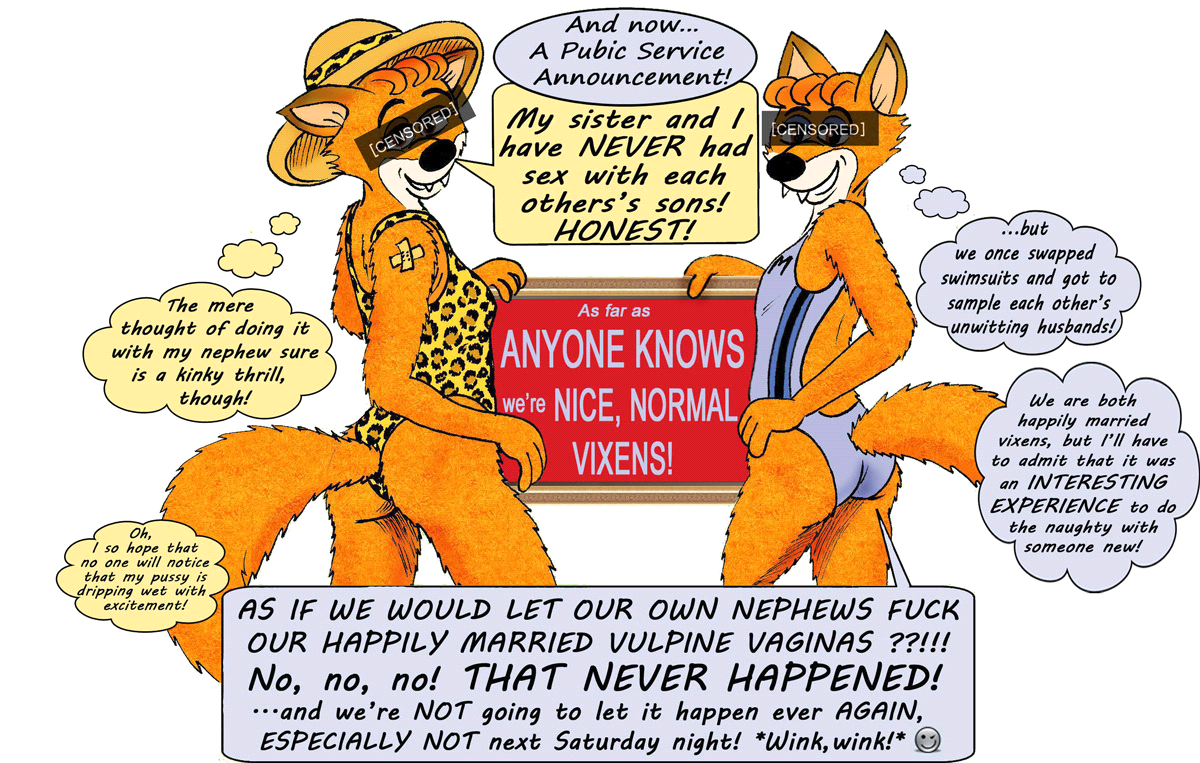 And now...
A Pubic Service
Announcement!
My sister and I
have NEVER had
sex with each
others's sons!
HONEST!
[CENSORED]
[CENSORED]
The mere
thought of doing it
with my nephew sure
is a kinky thrill,
though!
Oh,
I so hope that
no one will notice
that my pussy is
dripping wet with
excitement!
As far as
ANYONE KNOWS
we're NICE, NORMAL
VIXENS!
M
...but
we once swapped
swimsuits and got to
sample each other's
unwitting husbands!
We are both
happily married
vixens, but I'll have
to admit that it was
an INTERESTING
EXPERIENCE to do
the naughty with
someone new!
AS IF WE WOULD LET OUR OWN NEPHEWS FUCK
OUR HAPPILY MARRIED VULPINE VAGINAS ??!!!
No, no, no! THAT NEVER HAPPENED!
...and we're NOT going to let it happen ever AGAIN,
ESPECIALLY NOT next Saturday night! *Wink,wink!*